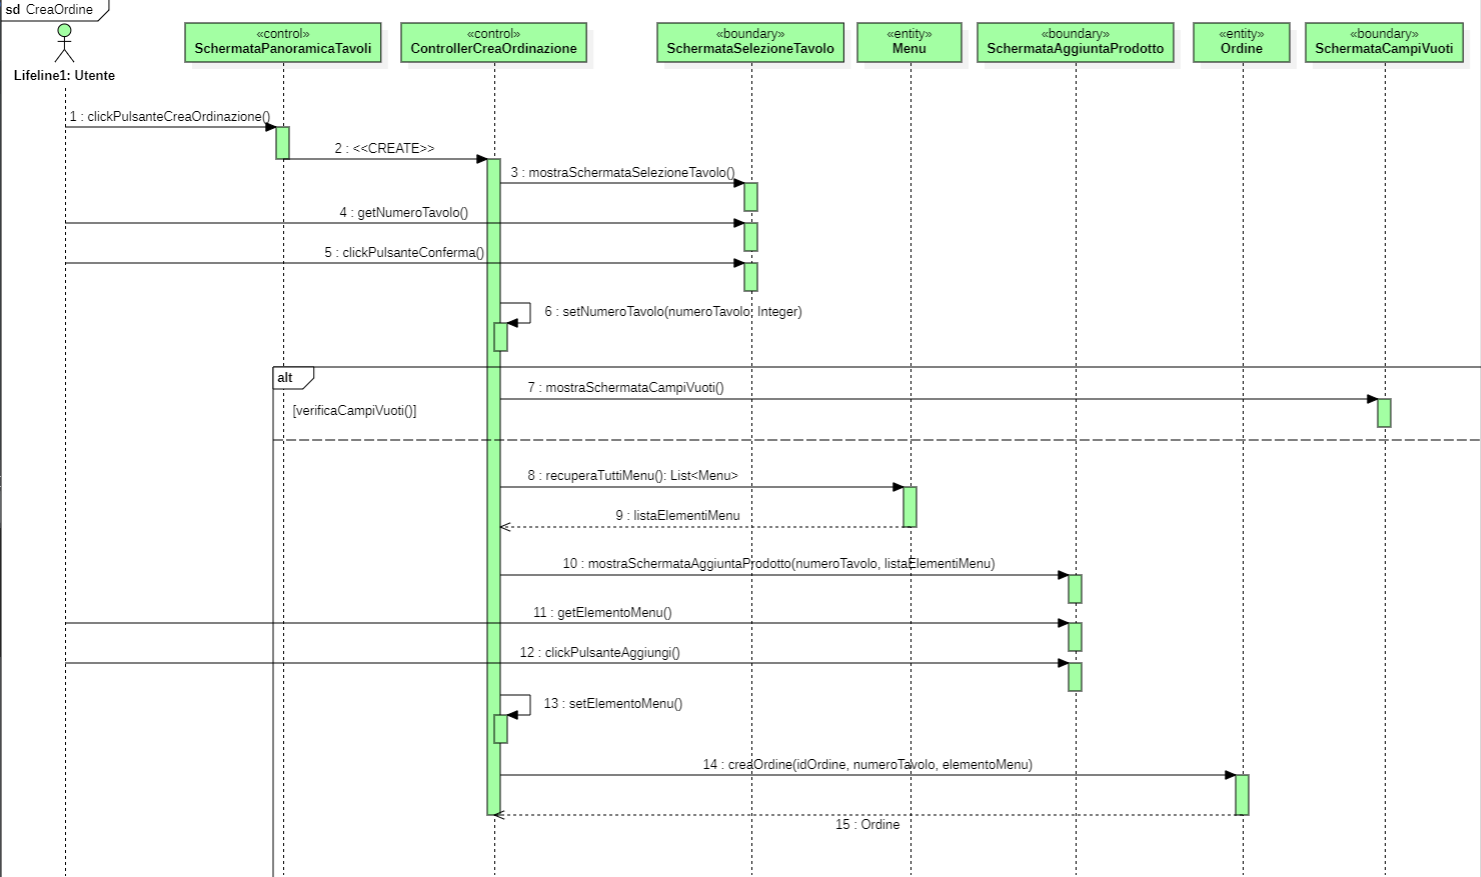 sd CreaOrdine
«control»
SchermataPanoramicaTavoli
«control»
ControllerCreaOrdinazione
«boundary»
SchermataSelezioneTavolo
«entity»
Menu
«boundary»
SchermataAggiuntaProdotto
«entity»
Ordine
«boundary»
SchermataCampiVuoti
Lifeline1: Utente
1 : clickPulsanteCreaOrdinazione()
2 : <<CREATE>>
3 : mostraSchermataSelezioneTavolo()
4 : getNumeroTavolo()
5 : clickPulsanteConferma()
6 : setNumeroTavolo(numeroTavolo: Integer)
alt
7 : mostraSchermataCampiVuoti()
[verificaCampiVuoti()]
8 : recuperaTuttiMenu(): List<Menu>
9 : listaElementiMenu
10 : mostraSchermataAggiuntaProdotto(numeroTavolo, listaElementiMenu)
11 : getElementoMenu()
12 : clickPulsanteAggiungi()
13 : setElementoMenu()
14 : creaOrdine(idOrdine, numeroTavolo, elementoMenu)
15 : Ordine